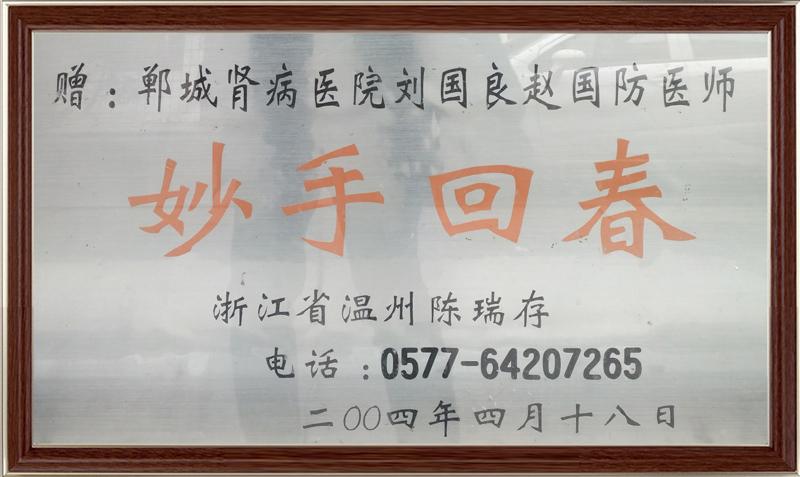 赠：郸城肾病医院刘国良赵国防医师
妙手回春
浙江省温州陈瑞存
电话：0577-64207265
二〇〇四年四月十八日